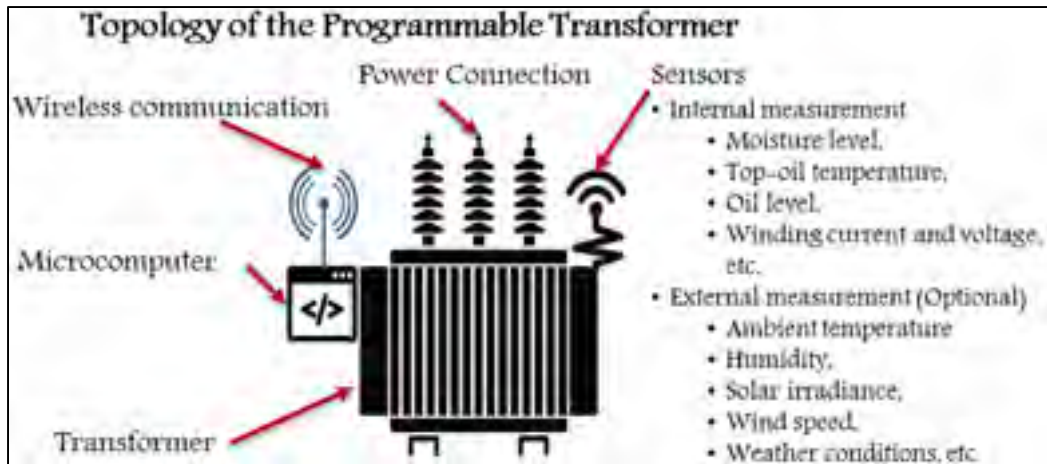 Topology of the Programmable Transformer
Power Connection
Sensors
Wireless communication
• Internal measurement
• Moisture level,
• Top-oil temperature,
• Oil level,
• Winding current and voltage,
etc.
Microcomputer
</>
• External measurement (Optional)
• Ambient temperature
• Humidity,
• Solar irradiance,
• Wind speed,
• Weather conditions, etc
Transformer